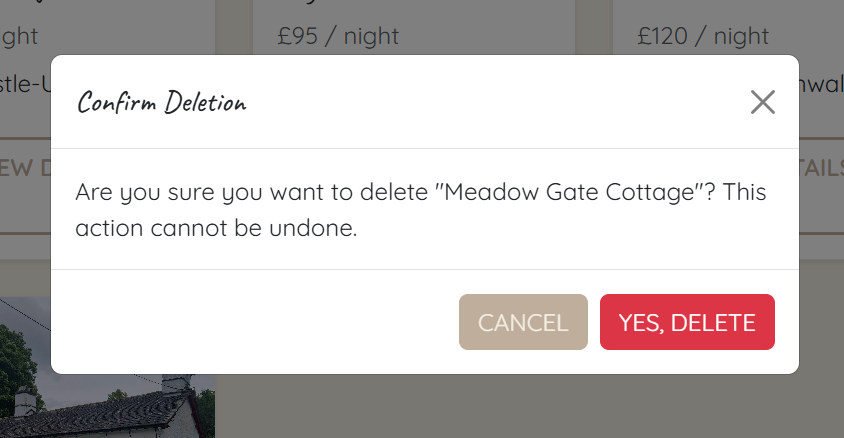 ght
£95 / night
£120 / night
Confirm Deletion
Are you sure you want to delete "Meadow Gate Cottage"? This
action cannot be undone.
CANCEL
YES, DELETE